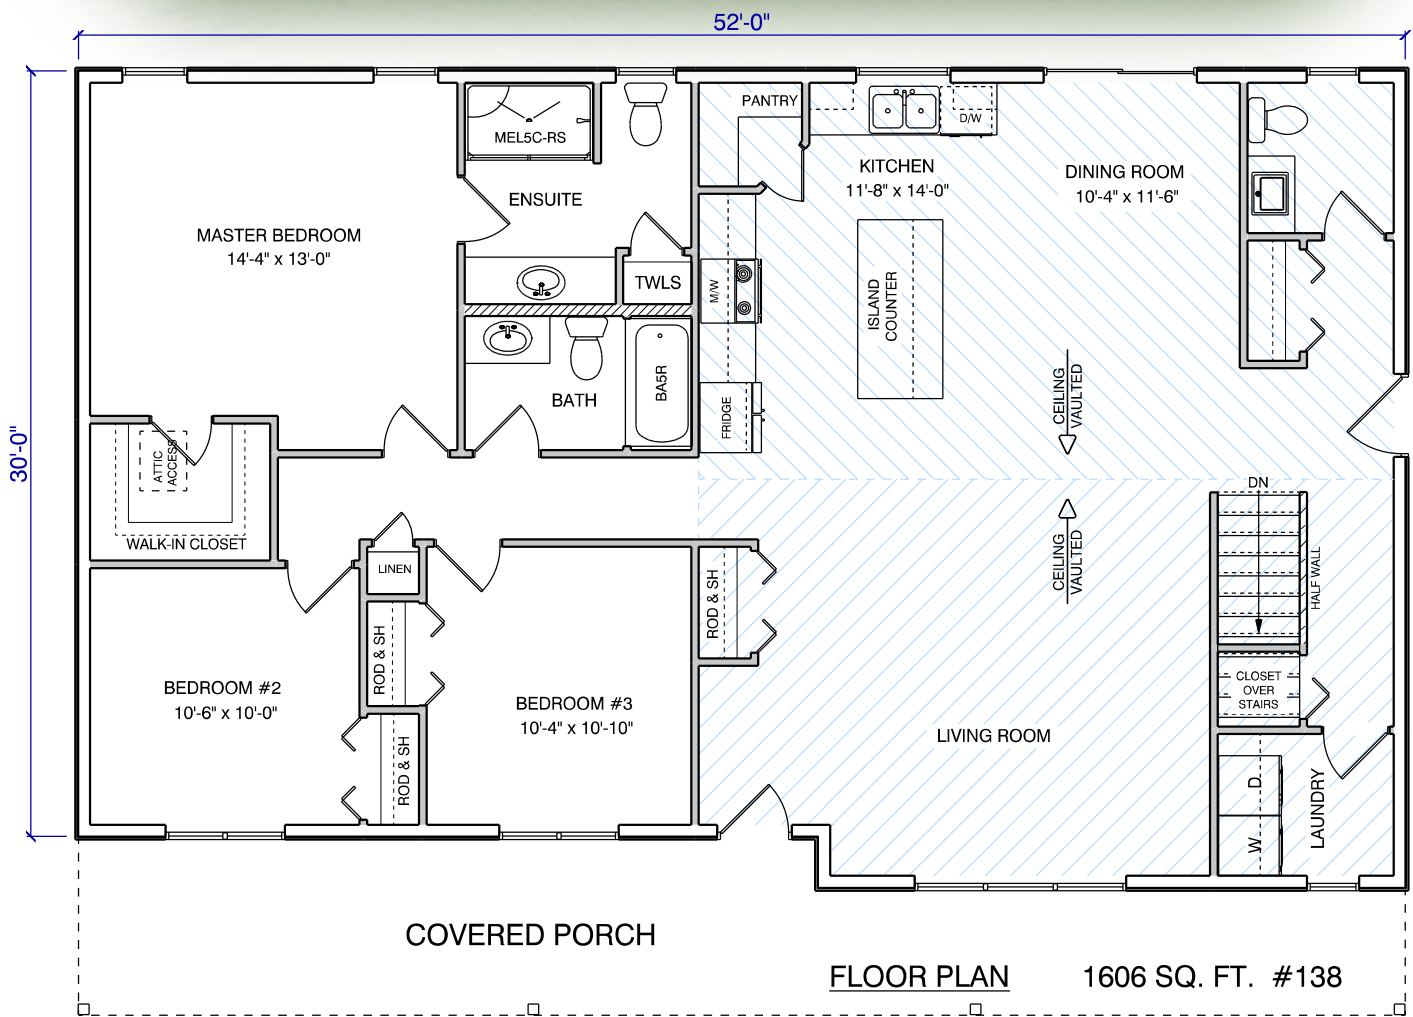 52'-0"
30'-0"
MASTER BEDROOM
14'-4" x 13'-0"
MEL5C-RS
ENSUITE
TWLS
BATH
BA5R
PANTRY
D/W
KITCHEN
11'-8" x 14'-0"
DINING ROOM
10'-4" x 11'-6"
M/W
ISLAND
COUNTER
FRIDGE
CEILING
VAULTED
ATTIC
ACCESS
WALK-IN CLOSET
LINEN
ROD & SH
ROD & SH
ROD & SH
BEDROOM #2
10'-6" x 10'-0"
BEDROOM #3
10'-4" x 10'-10"
CEILING
VAULTED
LIVING ROOM
DN
HALF WALL
CLOSET
OVER
STAIRS
D
W
LAUNDRY
COVERED PORCH
FLOOR PLAN
1606 SQ. FT. #138